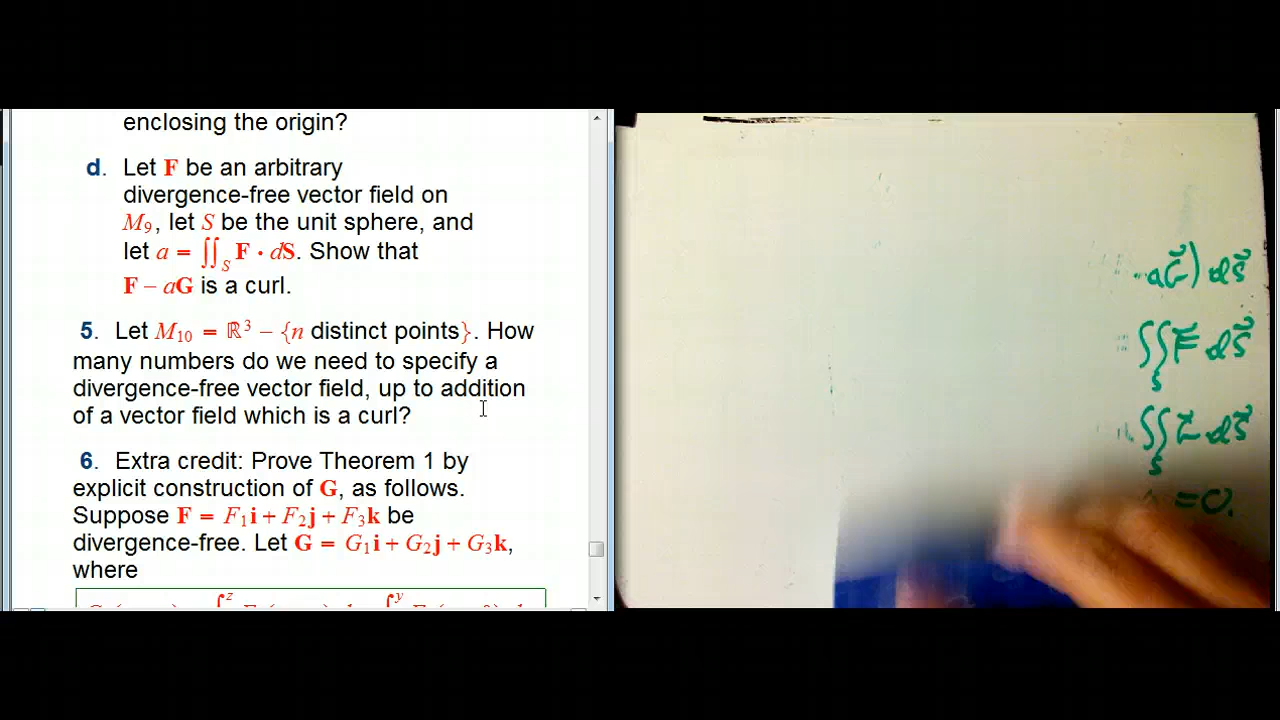 enclosing the origin?
d. Let F be an arbitrary
divergence-free vector field on
M₉, let S be the unit sphere, and
let a = ∬_S F · dS. Show that
F – aG is a curl.
5. Let M₁₀ = ℝ³ – {n distinct points}. How
many numbers do we need to specify a
divergence-free vector field, up to addition
of a vector field which is a curl?
6. Extra credit: Prove Theorem 1 by
explicit construction of G, as follows.
Suppose F = F₁i + F₂j + F₃k be
divergence-free. Let G = G₁i + G₂j + G₃k,
where
-aG⃗) dS⃗
∬_S F⃗ dS⃗
dS⃗
= 0.